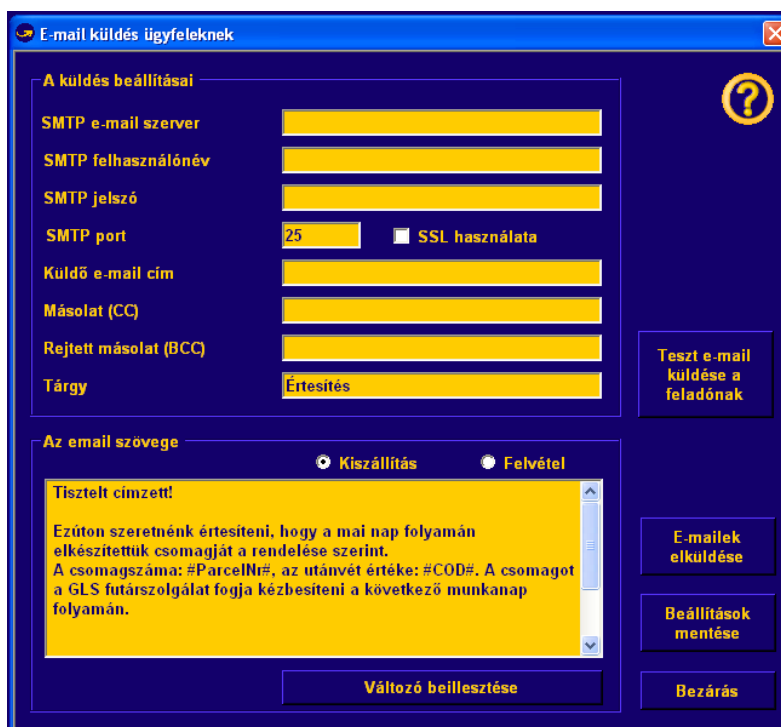 E-mail küldés ügyfeleknek
A küldés beállításai
SMTP e-mail szerver
SMTP felhasználónév
SMTP jelszó
SMTP port
25
SSL használata
Küldő e-mail cím
Másolat (CC)
Rejtett másolat (BCC)
Tárgy
Értesítés
Teszt e-mail
küldése a
feladónak
Az email szövege
Kiszállítás
Felvétel
Tisztelt címzett!
Ezúton szeretnénk értesíteni, hogy a mai nap folyamán
elkészítettük csomagját a rendelése szerint.
A csomagszáma: #ParcelNr#, az utánvét értéke: #COD#. A csomagot
a GLS futárszolgálat fogja kézbesíteni a következő munkanap
folyamán.
E-mailek
elküldése
Beállítások
mentése
Változó beillesztése
Bezárás